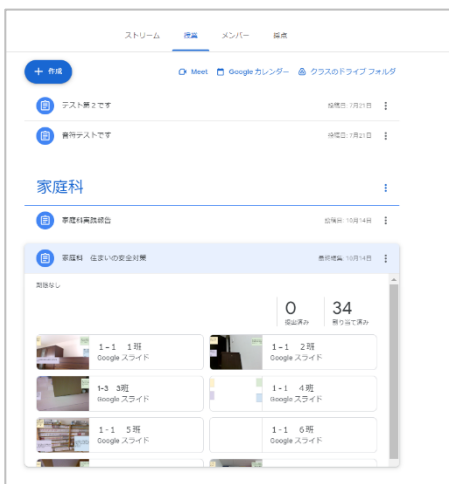 ストリーム 授業 メンバー 採点
+ 作成 Meet Google カレンダー クラスのドライブ フォルダ
テスト第2です 投稿日: 7月21日
音符テストです 投稿日: 7月21日
家庭科
家庭科実践報告 投稿日: 10月14日
家庭科 住まいの安全対策 最終編集: 10月14日
期限なし
0 34
提出済み 割り当て済み
1-1 1班 1-1 2班
Google スライド Google スライド
1-3 3班 1-1 4班
Google スライド Google スライド
1-1 5班 1-1 6班
Google スライド Google スライド